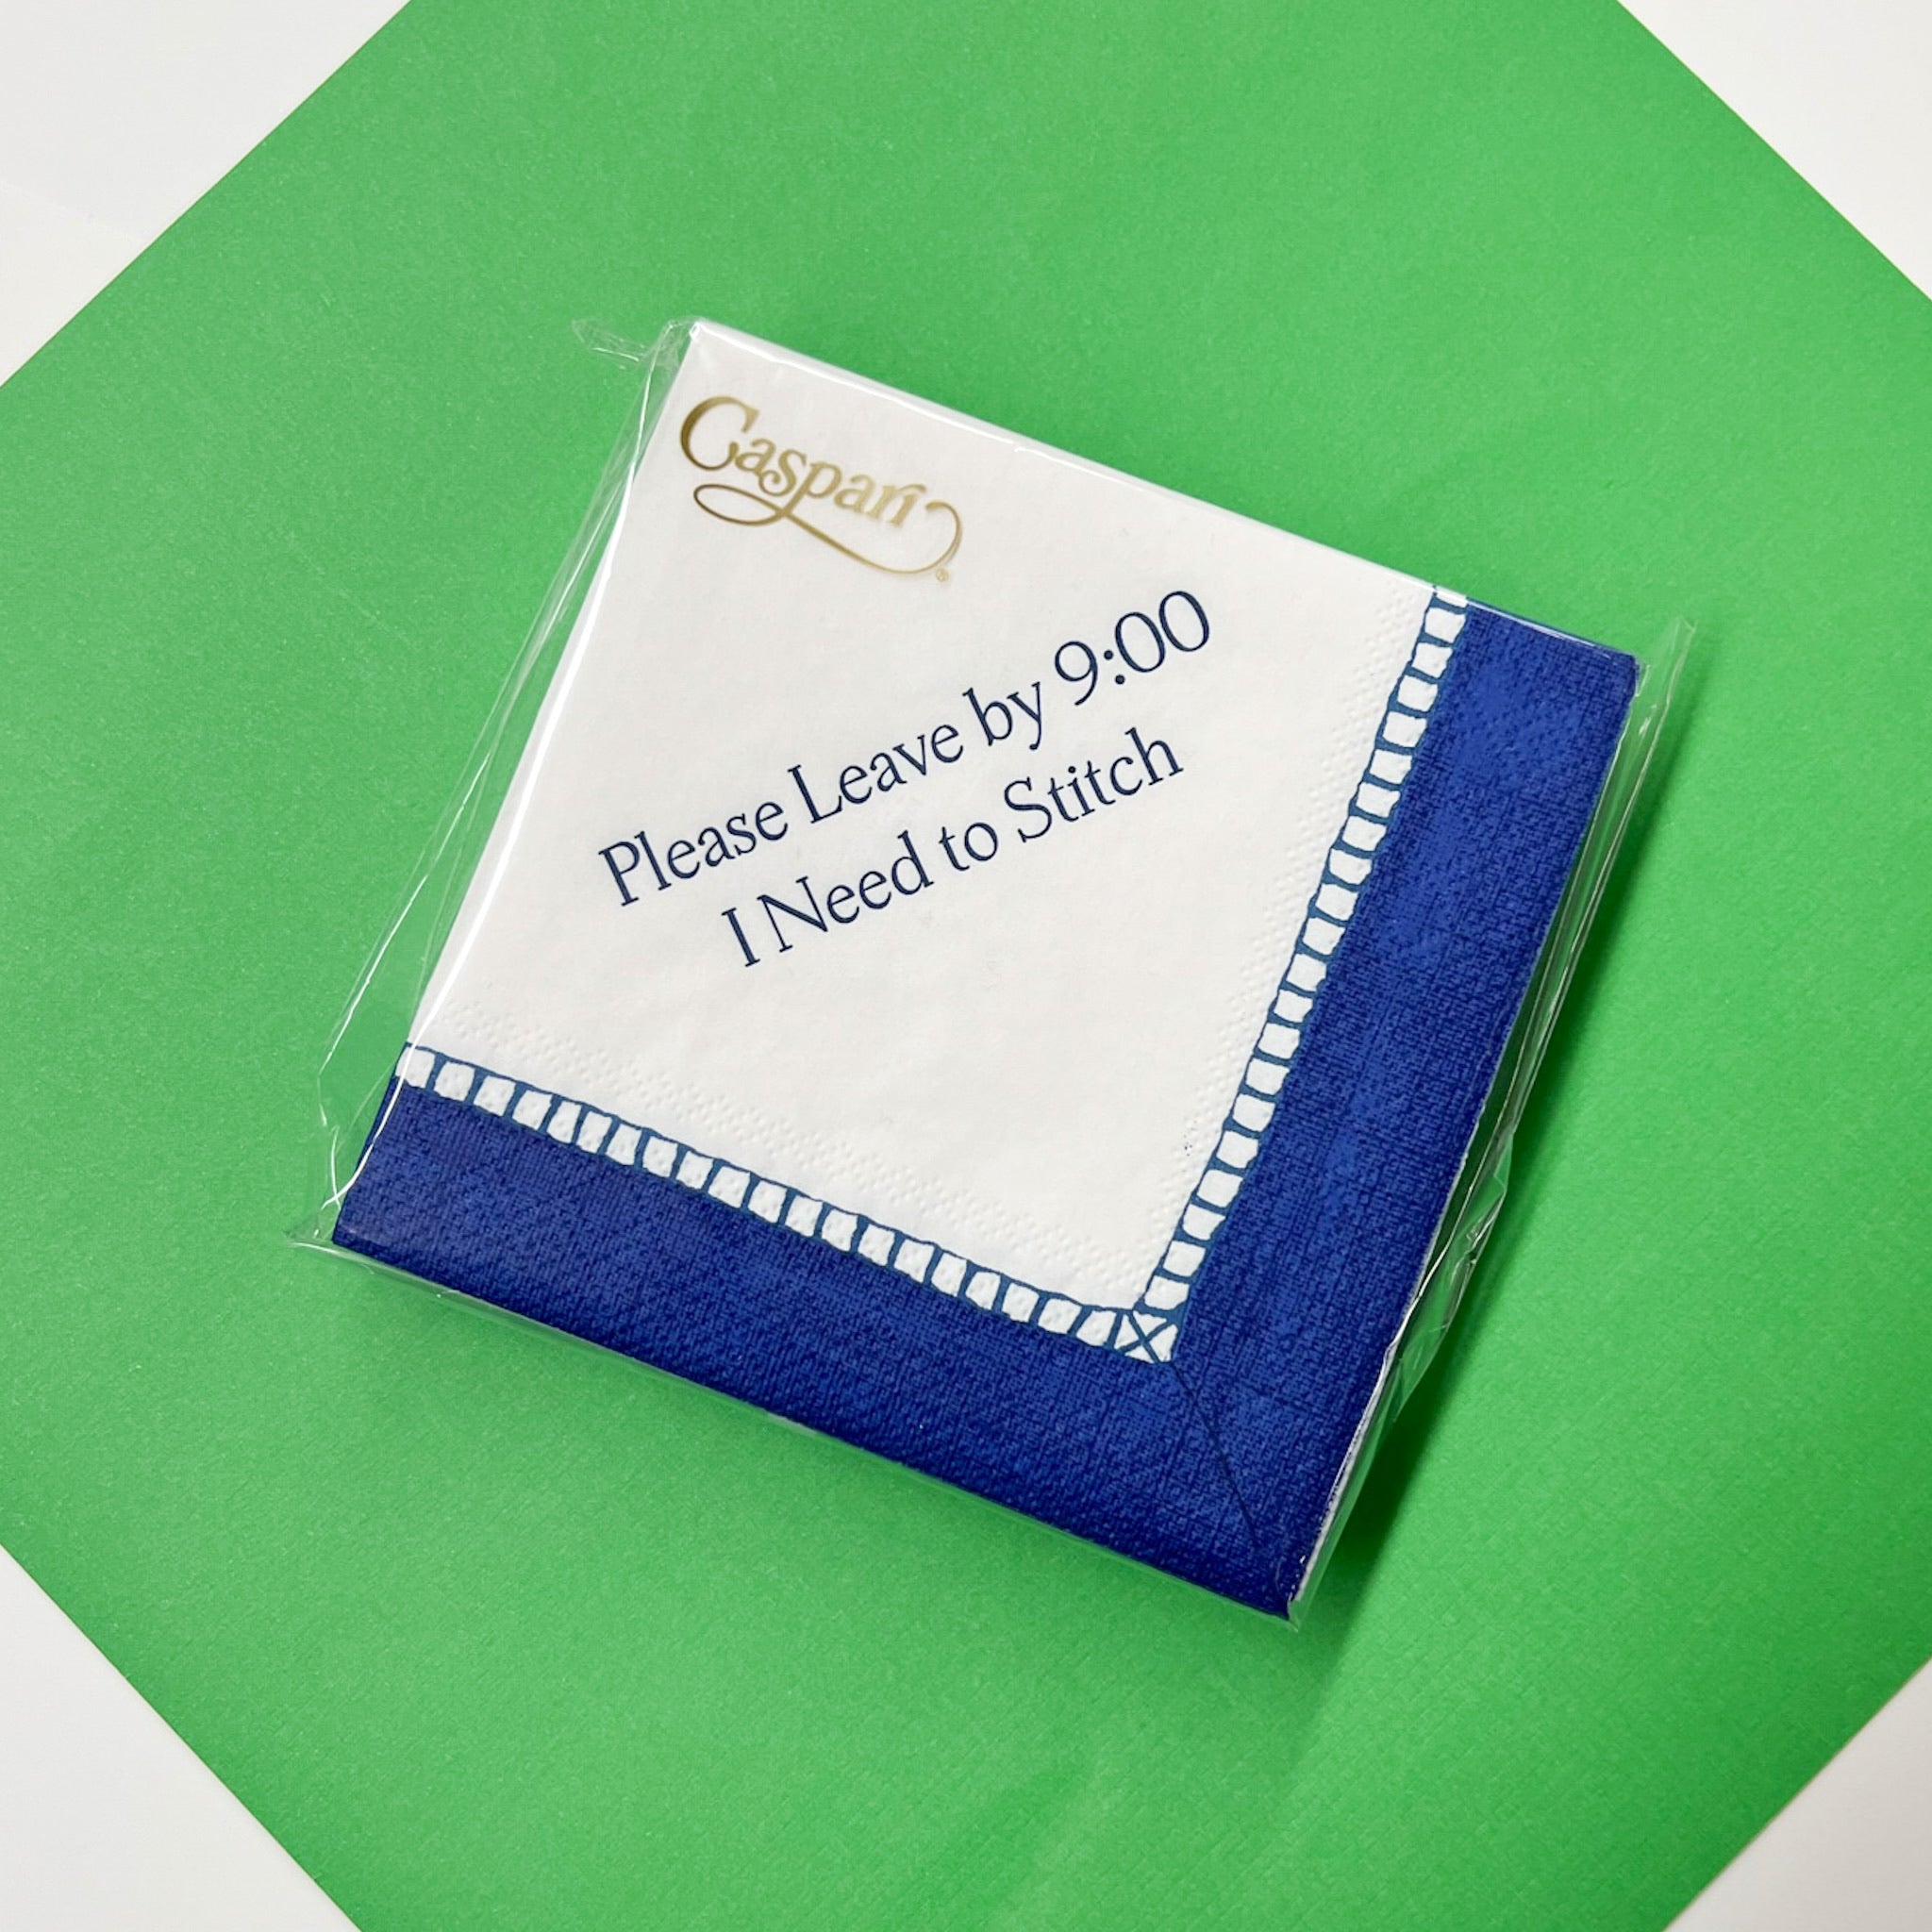 Caspari®
Please Leave by 9:00
I Need to Stitch